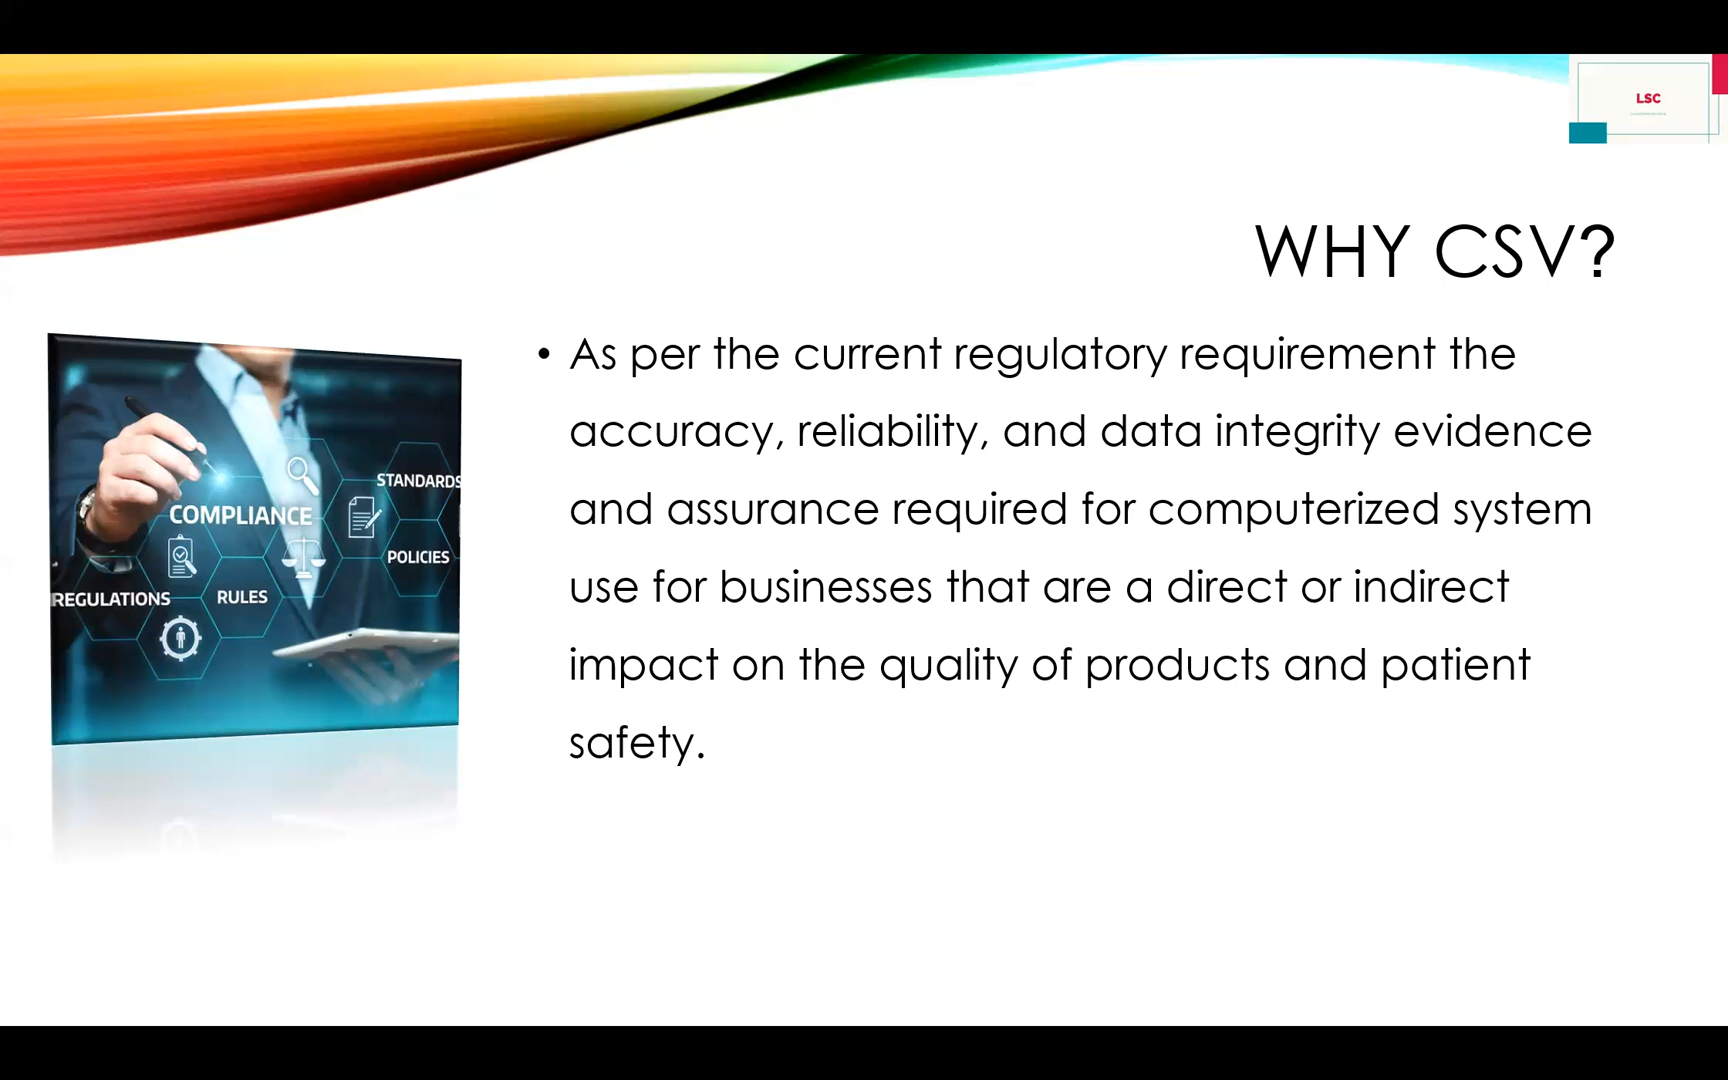 LSC
WHY CSV?
• As per the current regulatory requirement the
accuracy, reliability, and data integrity evidence
and assurance required for computerized system
use for businesses that are a direct or indirect
impact on the quality of products and patient
safety.
STANDARDS
COMPLIANCE
POLICIES
REGULATIONS
RULES